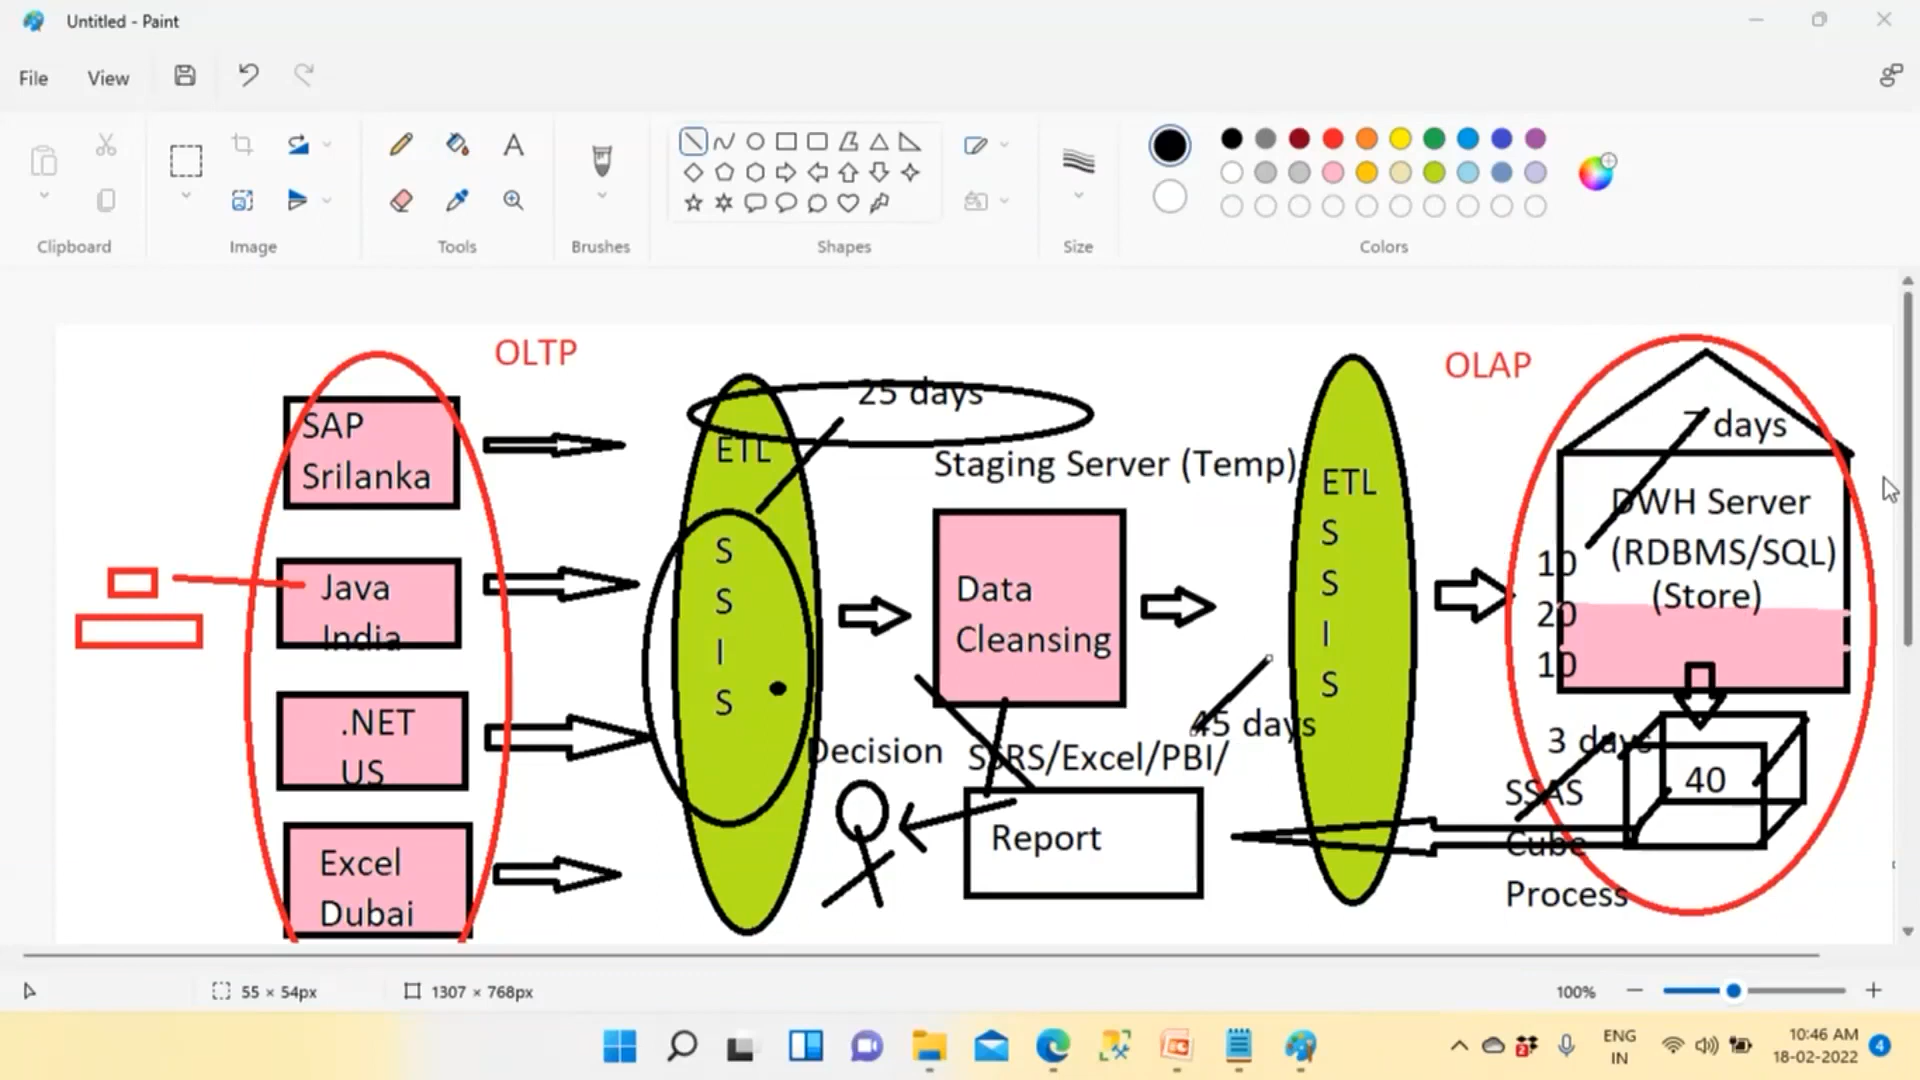 Untitled - Paint
File
View
Clipboard
Image
Tools
Brushes
Shapes
Size
Colors
OLTP
SAP
Srilanka
Java
India
.NET
US
Excel
Dubai
25 days
ETL
S
S
I
S
Staging Server (Temp)
Data
Cleansing
Decision
SSRS/Excel/PBI/
Report
45 days
ETL
S
S
I
S
OLAP
7 days
DWH Server
(RDBMS/SQL)
(Store)
10
20
10
3 days
40
SSAS
Cube
Process
55 × 54px
1307 × 768px
100%
ENG
IN
10:46 AM
18-02-2022
4
2